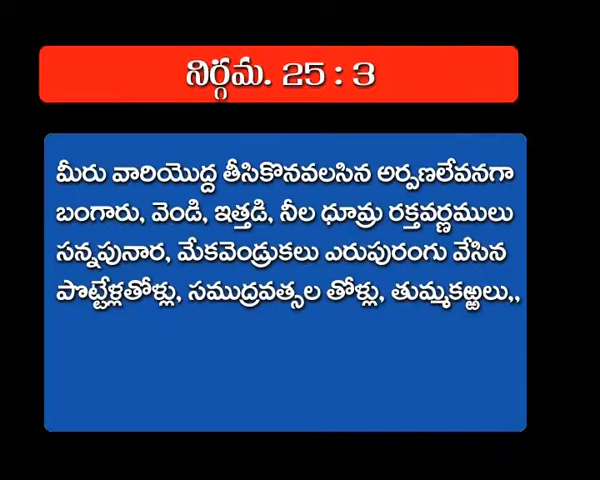 నిర్గమ. 25 : 3
మీరు వారియొద్ద తీసికొనవలసిన అర్పణలేవనగా
బంగారు, వెండి, ఇత్తడి, నీల ధూమ్ర రక్తవర్ణములు
సన్నపునార, మేకవెండ్రుకలు ఎరుపురంగు వేసిన
పొట్టేళ్లతోళ్లు, సముద్రవత్సల తోళ్లు, తుమ్మకఱ్ఱలు,,